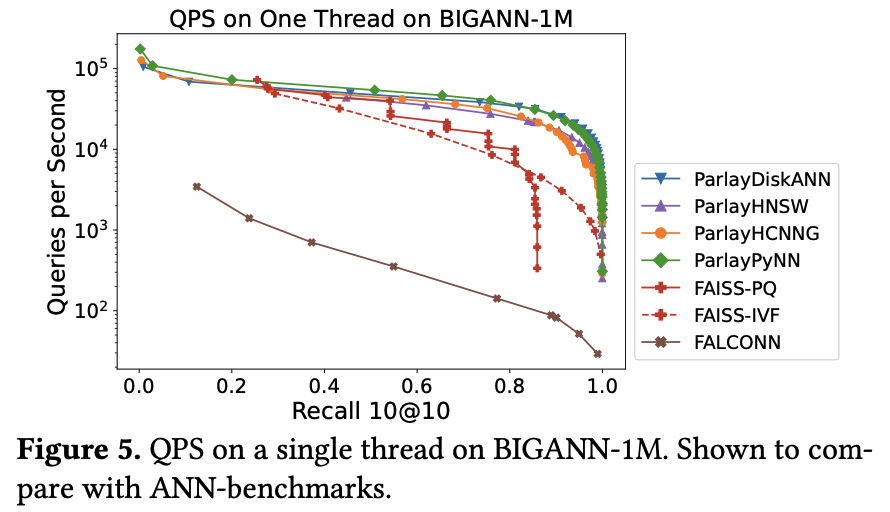 QPS on One Thread on BIGANN-1M
Queries per Second
10^5
10^4
10^3
10^2
0.0 0.2 0.4 0.6 0.8 1.0
Recall 10@10
ParlayDiskANN
ParlayHNSW
ParlayHCNNG
ParlayPyNN
FAISS-PQ
FAISS-IVF
FALCONN
Figure 5. QPS on a single thread on BIGANN-1M. Shown to com-
pare with ANN-benchmarks.